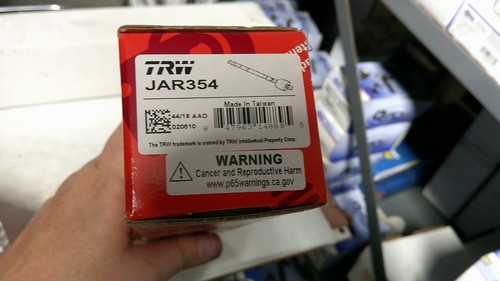 TRW
JAR354
Made In Taiwan
44/18 AAD
020510
The TRW trademark is owned by TRW Intellectual Property Corp.
WARNING
Cancer and Reproductive Harm
www.p65warnings.ca.gov